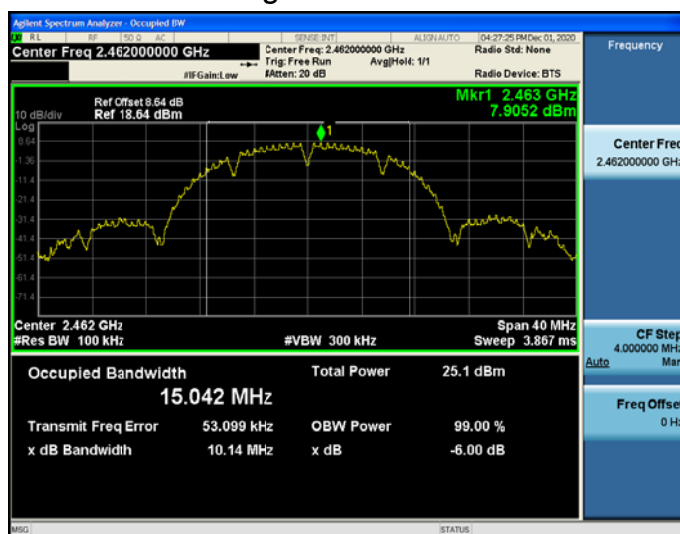 Agilent Spectrum Analyzer - Occupied BW
RL RF 50 Ω AC SENSE:INT ALIGN AUTO 04:27:25 PM Dec 01, 2020
Center Freq 2.462000000 GHz
Center Freq: 2.462000000 GHz
Radio Std: None
Trig: Free Run Avg|Hold: 1/1
#IFGain:Low #Atten: 20 dB Radio Device: BTS
Frequency
Mkr1 2.463 GHz
7.9052 dBm
Ref Offset 8.64 dB
10 dB/div Ref 18.64 dBm
Log
8.64
-1.36
-11.4
-21.4
-31.4
-41.4
-51.4
-61.4
-71.4
1
Center 2.462 GHz Span 40 MHz
#Res BW 100 kHz #VBW 300 kHz Sweep 3.867 ms
Occupied Bandwidth Total Power 25.1 dBm
15.042 MHz
Transmit Freq Error 53.099 kHz OBW Power 99.00 %
x dB Bandwidth 10.14 MHz x dB -6.00 dB
Center Freq
2.462000000 GHz
CF Step
4.000000 MHz
Auto Man
Freq Offset
0 Hz
MSG STATUS